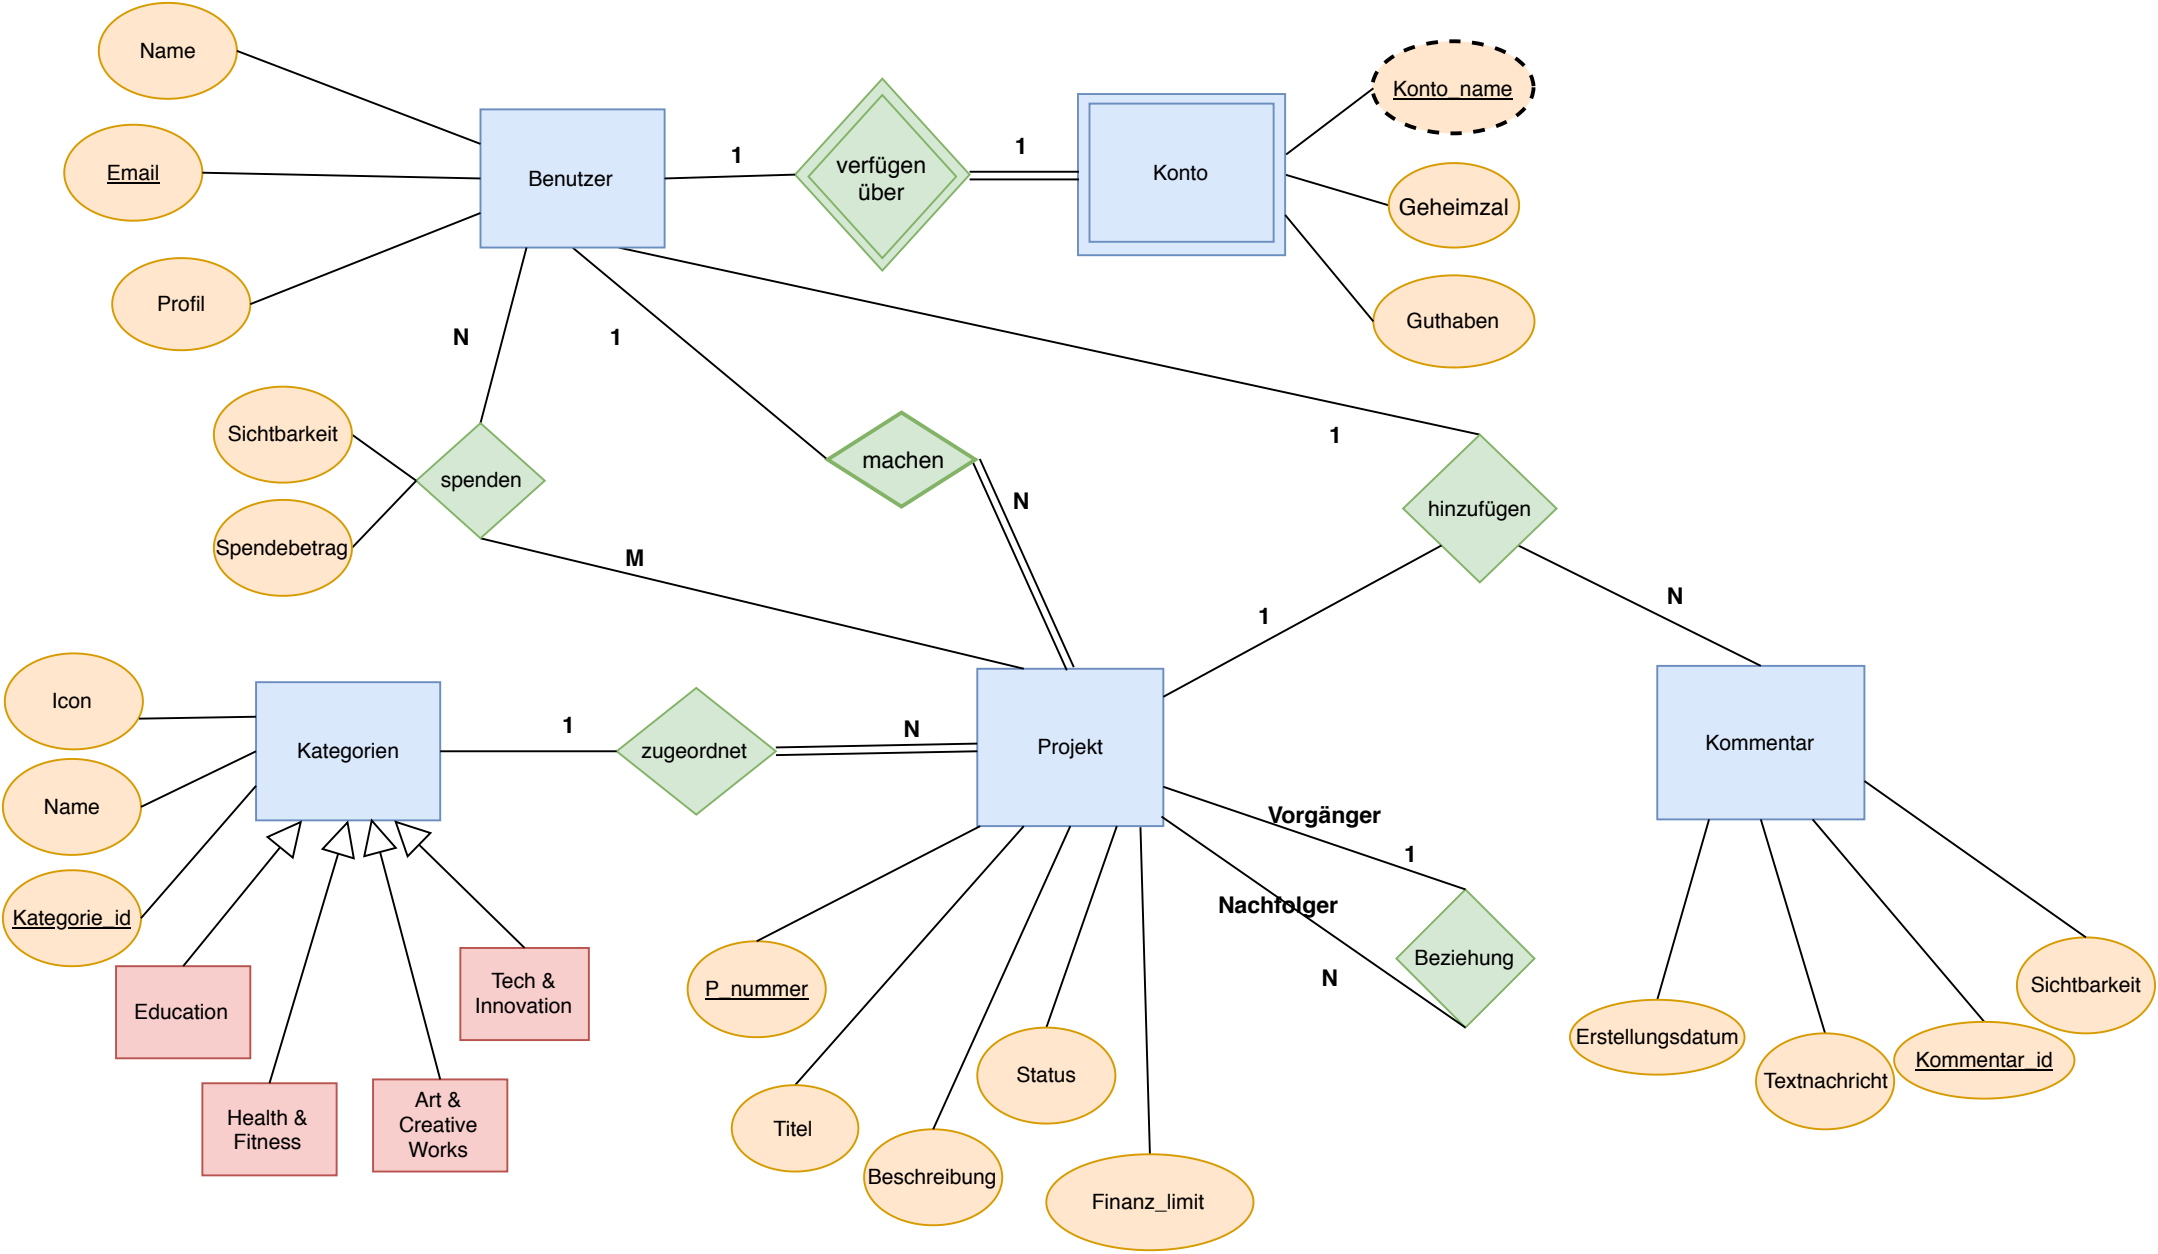 Name
Email
Profil
Benutzer
1
verfügen
über
1
Konto
Konto_name
Geheimzal
Guthaben
N
1
1
Sichtbarkeit
Spendebetrag
spenden
machen
N
M
hinzufügen
1
N
Icon
Name
Kategorie_id
Kategorien
1
zugeordnet
N
Projekt
Kommentar
Vorgänger
1
Nachfolger
N
Beziehung
Education
Health &
Fitness
Art &
Creative
Works
Tech &
Innovation
P_nummer
Titel
Beschreibung
Status
Finanz_limit
Erstellungsdatum
Textnachricht
Kommentar_id
Sichtbarkeit